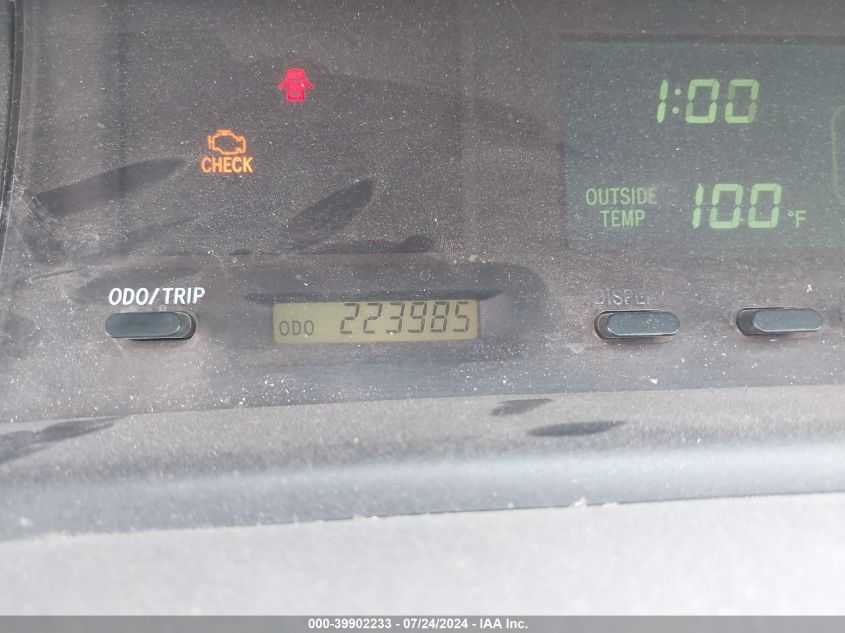 1:00
CHECK
OUTSIDE
TEMP 100°F
ODO/TRIP
ODO 223985
000-39902233 - 07/24/2024 - IAA Inc.